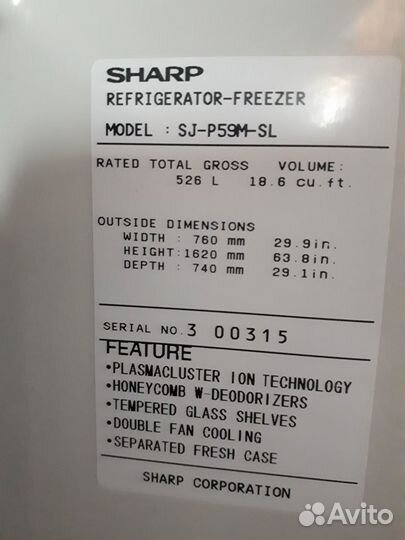 SHARP
REFRIGERATOR-FREEZER
MODEL : SJ-P59M-SL
RATED TOTAL GROSS VOLUME:
526 L 18.6 cu.ft.
OUTSIDE DIMENSIONS
WIDTH : 760 mm 29.9in.
HEIGHT:1620 mm 63.8in.
DEPTH : 740 mm 29.1in.
SERIAL NO.3 00315
FEATURE
•PLASMACLUSTER ION TECHNOLOGY
•HONEYCOMB W-DEODORIZERS
•TEMPERED GLASS SHELVES
•DOUBLE FAN COOLING
•SEPARATED FRESH CASE
SHARP CORPORATION
Avito